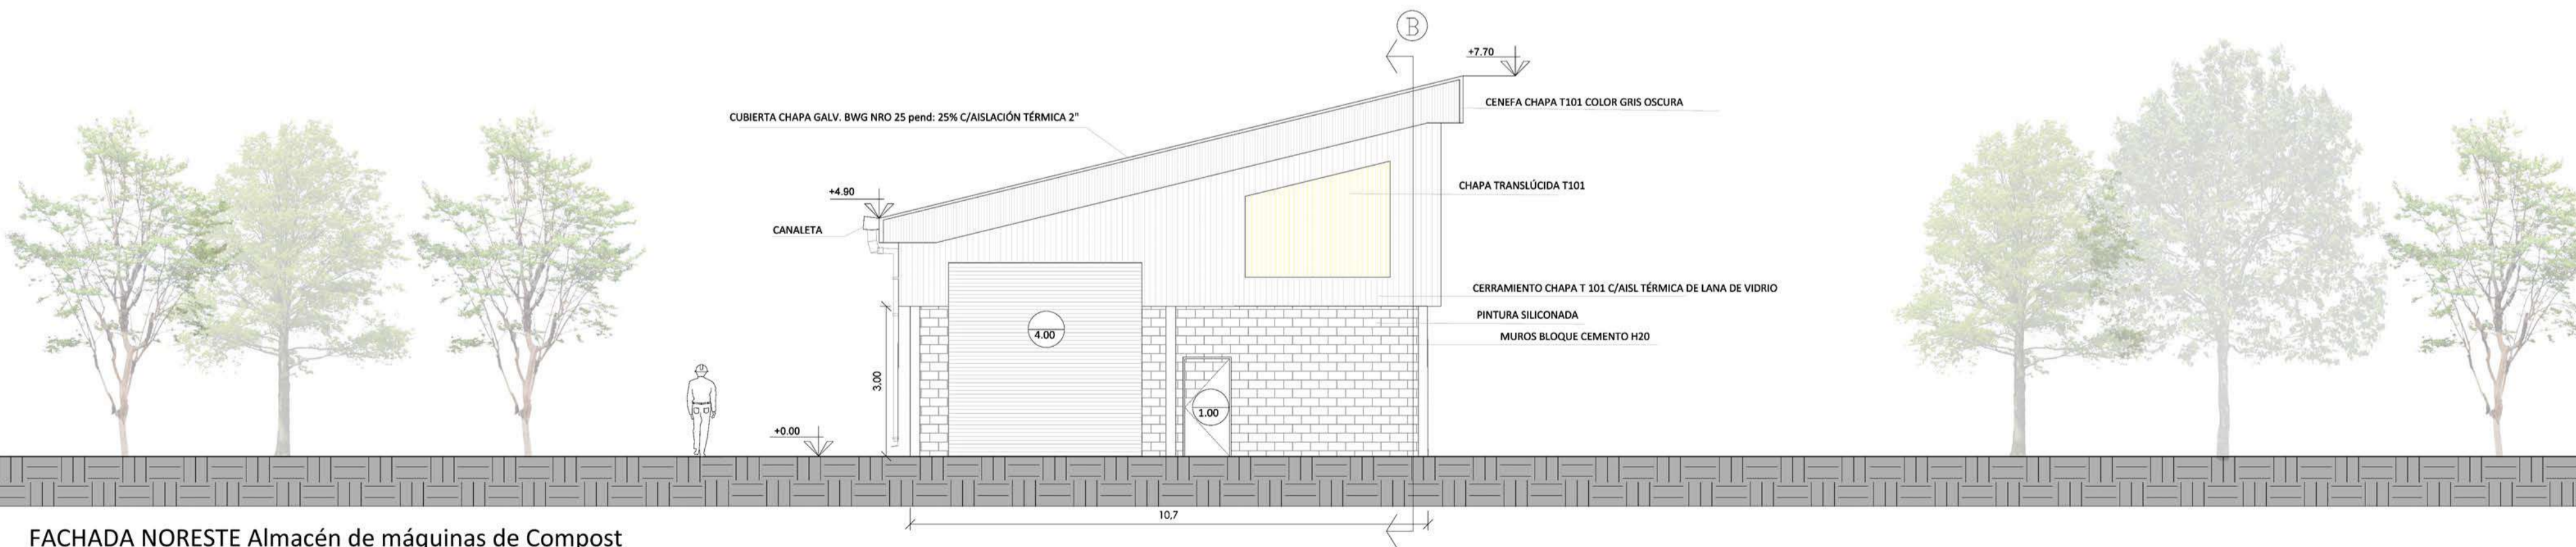 B
+7.70
CENEFA CHAPA T101 COLOR GRIS OSCURA
CUBIERTA CHAPA GALV. BWG NRO 25 pend: 25% C/AISLACIÓN TÉRMICA 2"
CHAPA TRANSLÚCIDA T101
+4.90
CANALETA
CERRAMIENTO CHAPA T 101 C/AISL TÉRMICA DE LANA DE VIDRIO
PINTURA SILICONADA
4.00
MUROS BLOQUE CEMENTO H20
3.00
1.00
+0.00
10,7
FACHADA NORESTE Almacén de máquinas de Compost